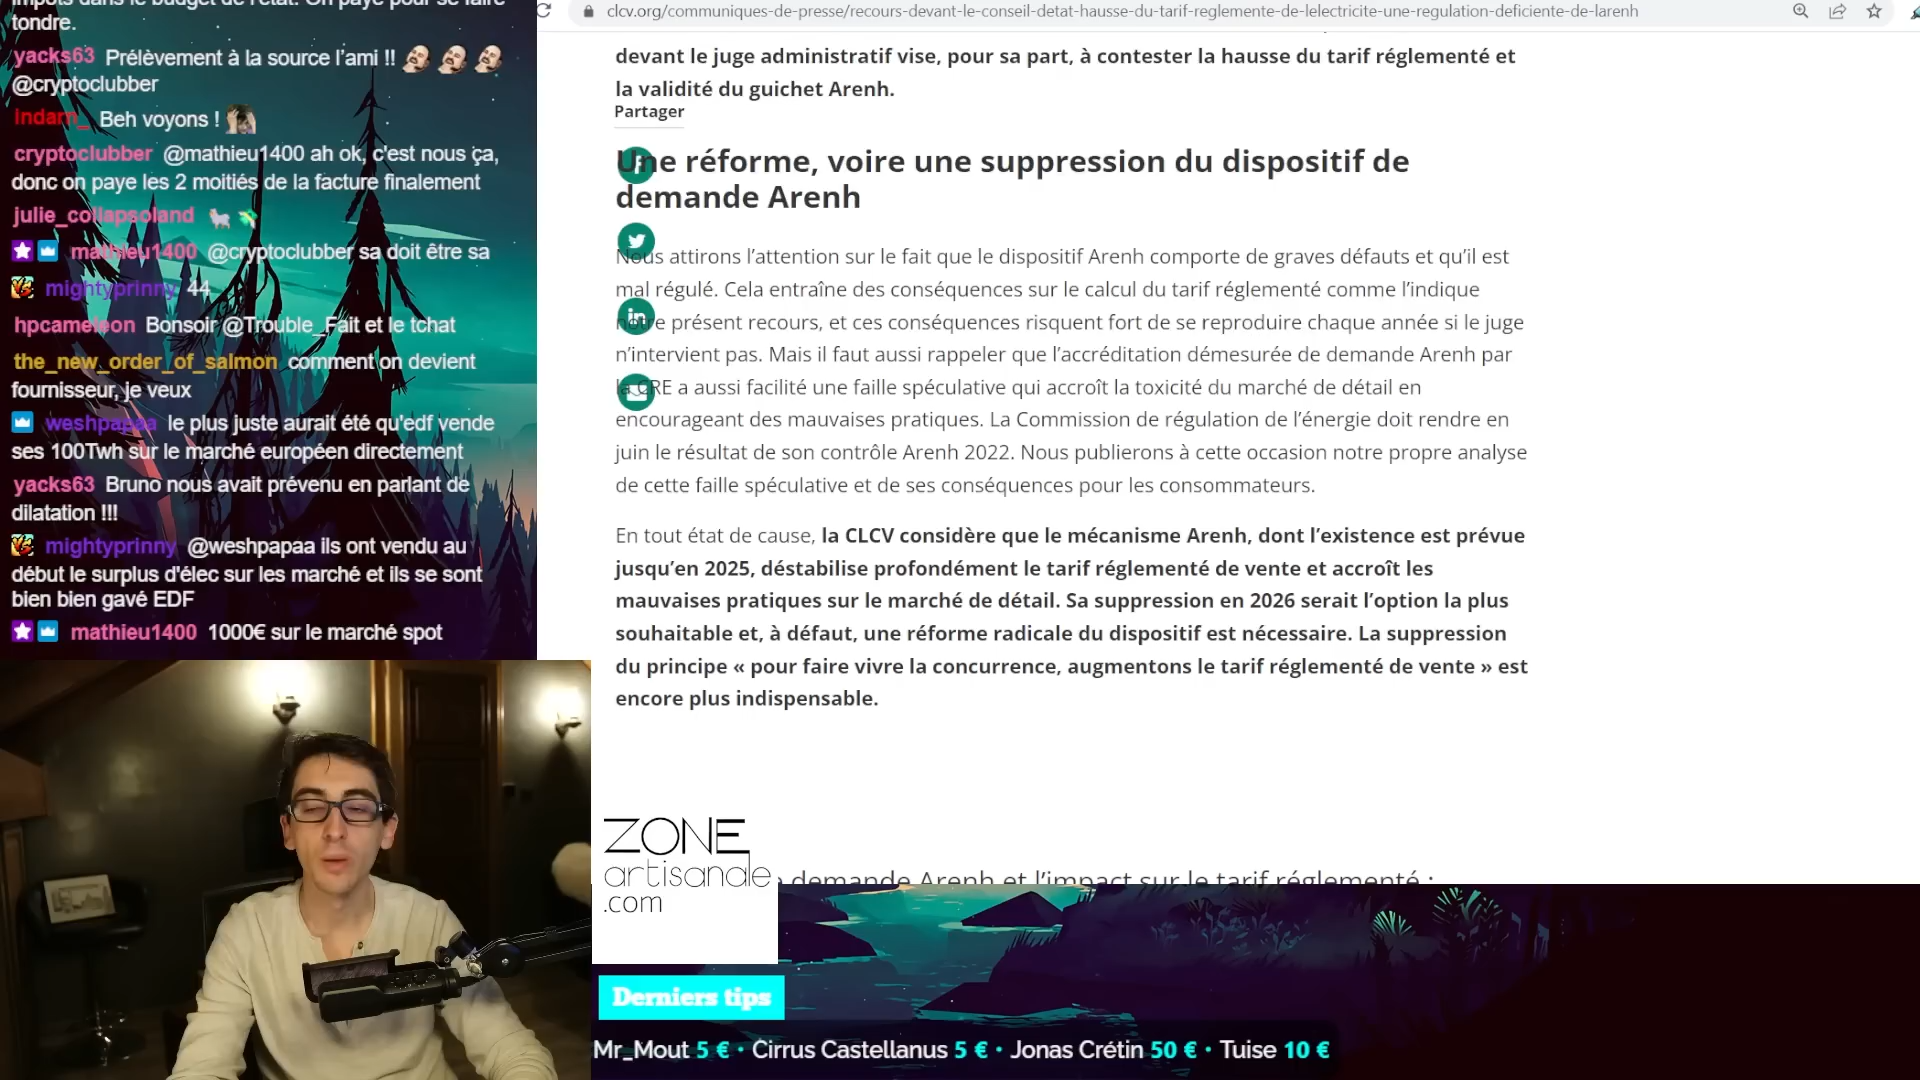 impôts dans le budget de l'état. On paye pour se faire
tondre.
yacks63 Prélèvement à la source l'ami !!
@cryptoclubber
Indarn_ Beh voyons !
cryptoclubber @mathieu1400 ah ok, c'est nous ça,
donc on paye les 2 moitiés de la facture finalement
julie_collapsoland
mathieu1400 @cryptoclubber sa doit être sa
mightyprinny 44
hpcameleon Bonsoir @Trouble_Fait et le tchat
the_new_order_of_salmon comment on devient
fournisseur, je veux
weshpapaa le plus juste aurait été qu'edf vende
ses 100Twh sur le marché européen directement
yacks63 Bruno nous avait prévenu en parlant de
dilatation !!!
mightyprinny @weshpapaa ils ont vendu au
début le surplus d'élec sur les marché et ils se sont
bien bien gavé EDF
mathieu1400 1000€ sur le marché spot
clcv.org/communiques-de-presse/recours-devant-le-conseil-detat-hausse-du-tarif-reglemente-de-lelectricite-une-regulation-deficiente-de-larenh
devant le juge administratif vise, pour sa part, à contester la hausse du tarif réglementé et
la validité du guichet Arenh.
Partager
Une réforme, voire une suppression du dispositif de
demande Arenh
Nous attirons l'attention sur le fait que le dispositif Arenh comporte de graves défauts et qu'il est
mal régulé. Cela entraîne des conséquences sur le calcul du tarif réglementé comme l'indique
notre présent recours, et ces conséquences risquent fort de se reproduire chaque année si le juge
n'intervient pas. Mais il faut aussi rappeler que l'accréditation démesurée de demande Arenh par
la CRE a aussi facilité une faille spéculative qui accroît la toxicité du marché de détail en
encourageant des mauvaises pratiques. La Commission de régulation de l'énergie doit rendre en
juin le résultat de son contrôle Arenh 2022. Nous publierons à cette occasion notre propre analyse
de cette faille spéculative et de ses conséquences pour les consommateurs.
En tout état de cause, la CLCV considère que le mécanisme Arenh, dont l'existence est prévue
jusqu'en 2025, déstabilise profondément le tarif réglementé de vente et accroît les
mauvaises pratiques sur le marché de détail. Sa suppression en 2026 serait l'option la plus
souhaitable et, à défaut, une réforme radicale du dispositif est nécessaire. La suppression
du principe « pour faire vivre la concurrence, augmentons le tarif réglementé de vente » est
encore plus indispensable.
demande Arenh et l'impact sur le tarif réglementé :
ZONE
artisanale
.com
Derniers tips
Mr_Mout 5 € · Cirrus Castellanus 5 € · Jonas Crétin 50 € · Tuise 10 €